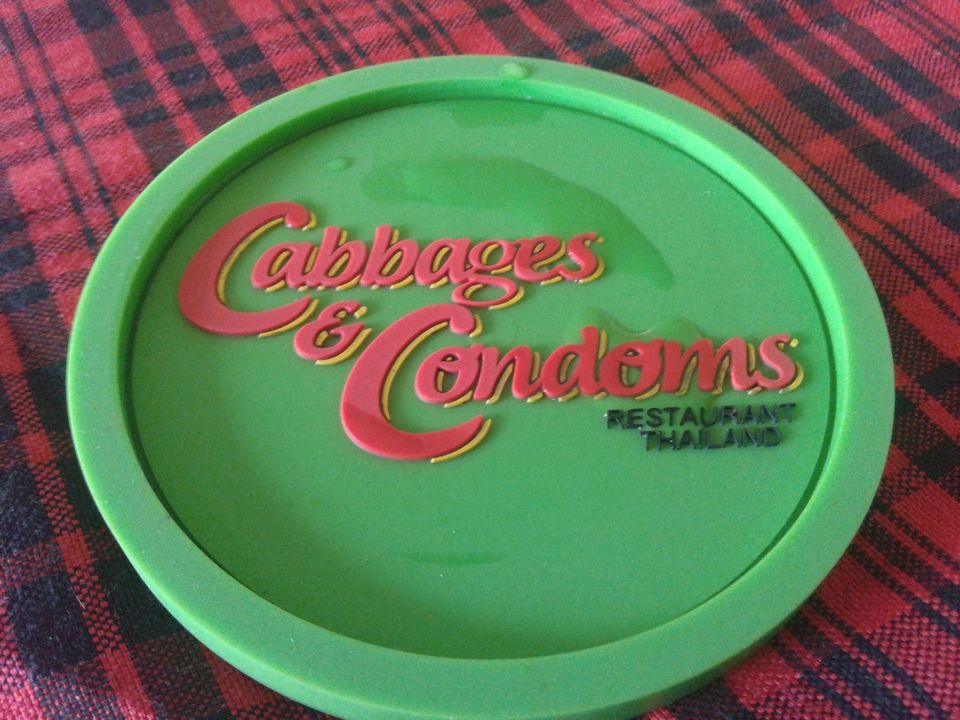 Cabbages
& Condoms
RESTAURANT
THAILAND